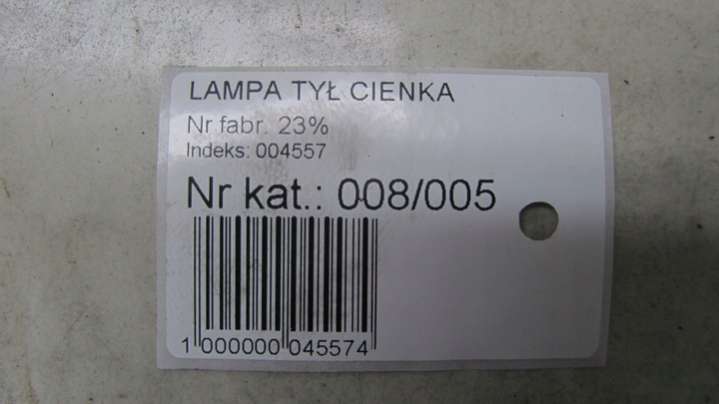 LAMPA TYŁ CIENKA
Nr fabr. 23%
Indeks: 004557
Nr kat.: 008/005
1 000000 045574